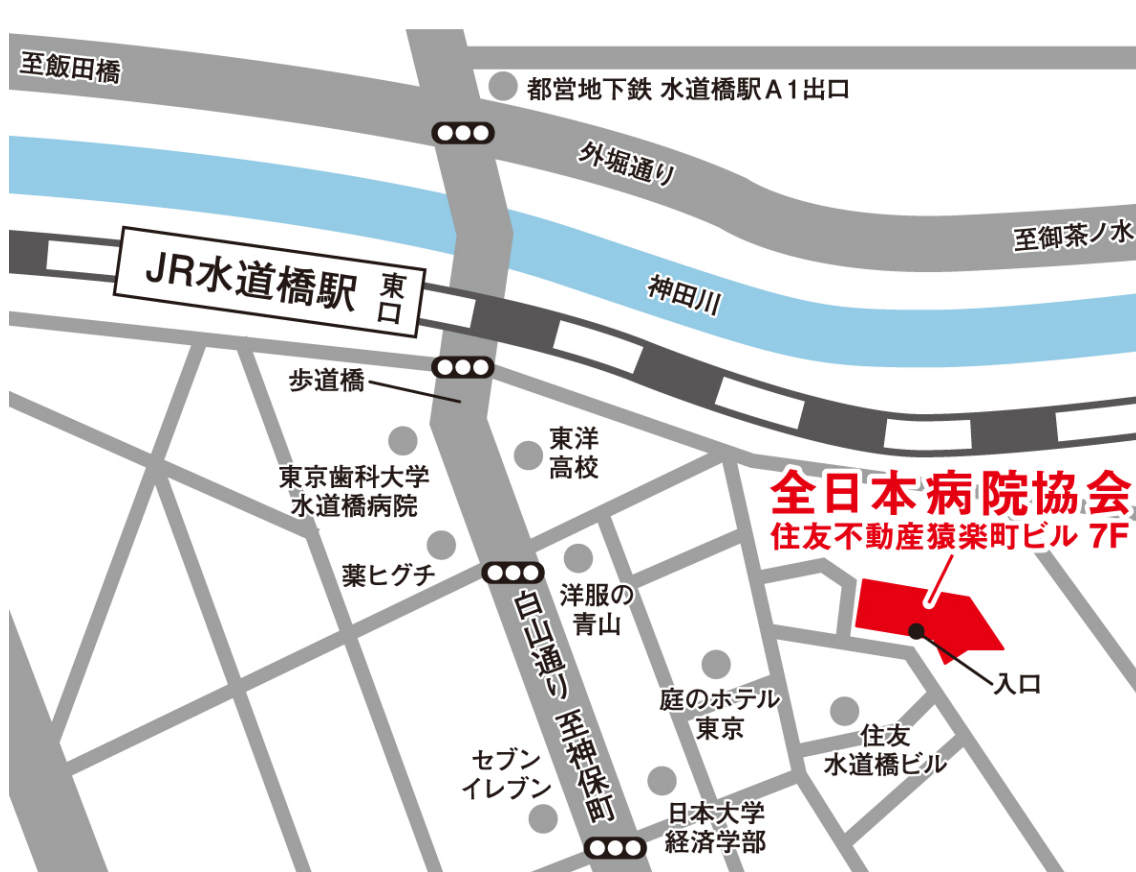 至飯田橋
都営地下鉄 水道橋駅A1出口
外堀通り
至御茶ノ水
JR水道橋駅 東口
神田川
歩道橋
東洋
高校
東京歯科大学
水道橋病院
全日本病院協会
住友不動産猿楽町ビル 7F
薬ヒグチ
洋服の
青山
白山通り 至神保町
入口
庭のホテル
東京
住友
水道橋ビル
セブン
イレブン
日本大学
経済学部